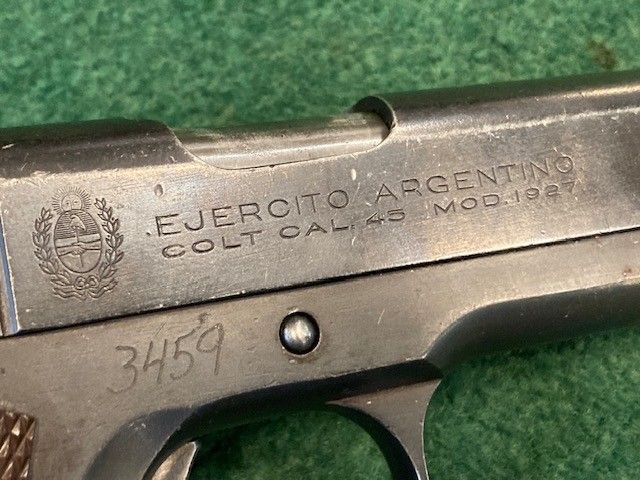 EJERCITO ARGENTINO
COLT CAL. 45 MOD. 1927
3459